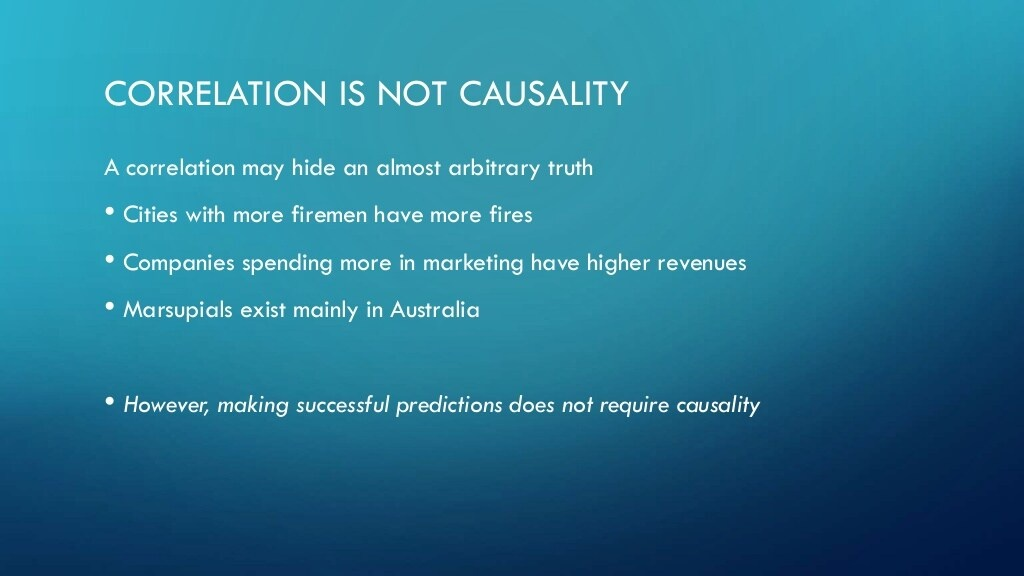 CORRELATION IS NOT CAUSALITY
A correlation may hide an almost arbitrary truth
• Cities with more firemen have more fires
• Companies spending more in marketing have higher revenues
• Marsupials exist mainly in Australia
• However, making successful predictions does not require causality